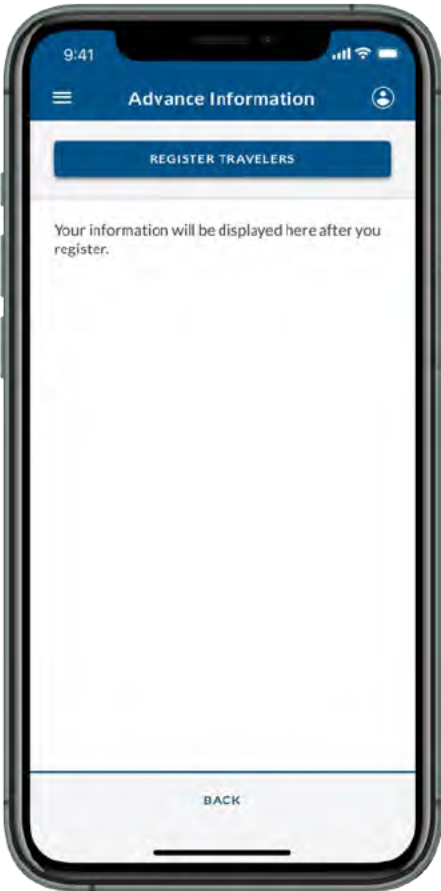 9:41
Advance Information
REGISTER TRAVELERS
Your information will be displayed here after you
register.
BACK